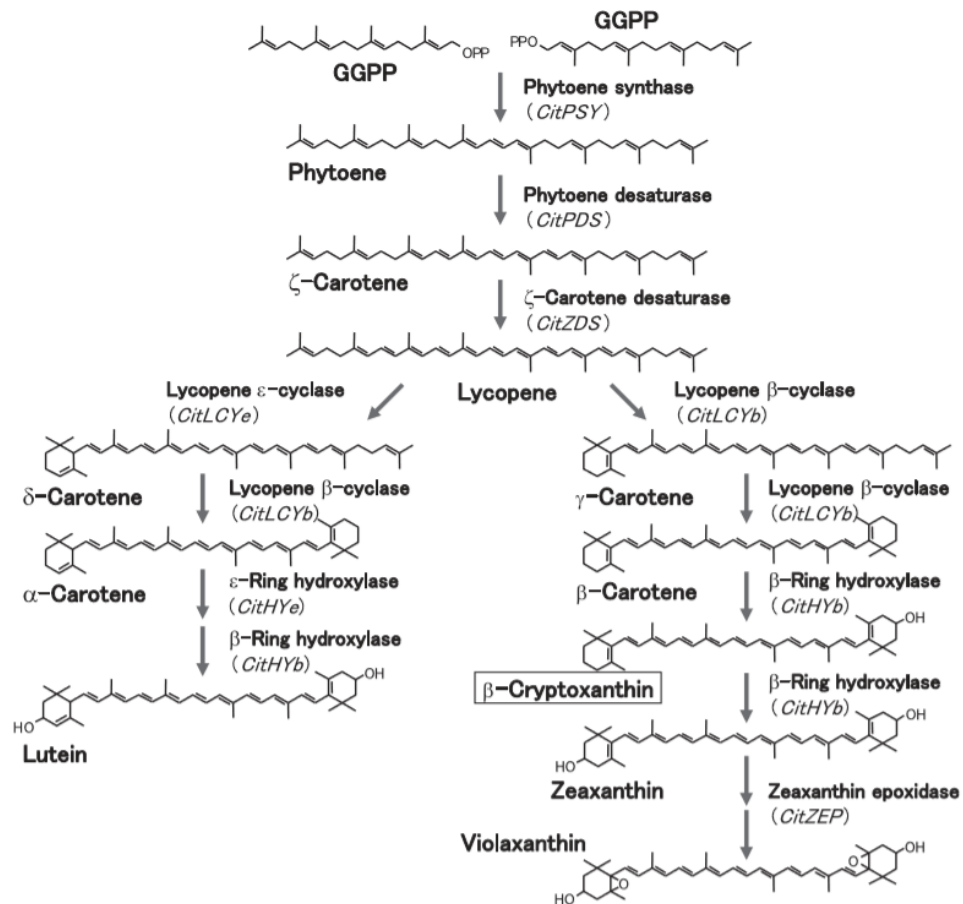 GGPP
OPP
PPO
GGPP
Phytoene synthase
(CitPSY)
Phytoene
Phytoene desaturase
(CitPDS)
ζ-Carotene
ζ-Carotene desaturase
(CitZDS)
Lycopene
Lycopene ε-cyclase
(CitLCYe)
Lycopene β-cyclase
(CitLCYb)
δ-Carotene
Lycopene β-cyclase
(CitLCYb)
γ-Carotene
Lycopene β-cyclase
(CitLCYb)
α-Carotene
ε-Ring hydroxylase
(CitHYe)
β-Carotene
β-Ring hydroxylase
(CitHYb)
β-Ring hydroxylase
(CitHYb)
OH
HO
Lutein
OH
β-Cryptoxanthin
β-Ring hydroxylase
(CitHYb)
OH
HO
Zeaxanthin
Zeaxanthin epoxidase
(CitZEP)
Violaxanthin
OH
O
O
HO